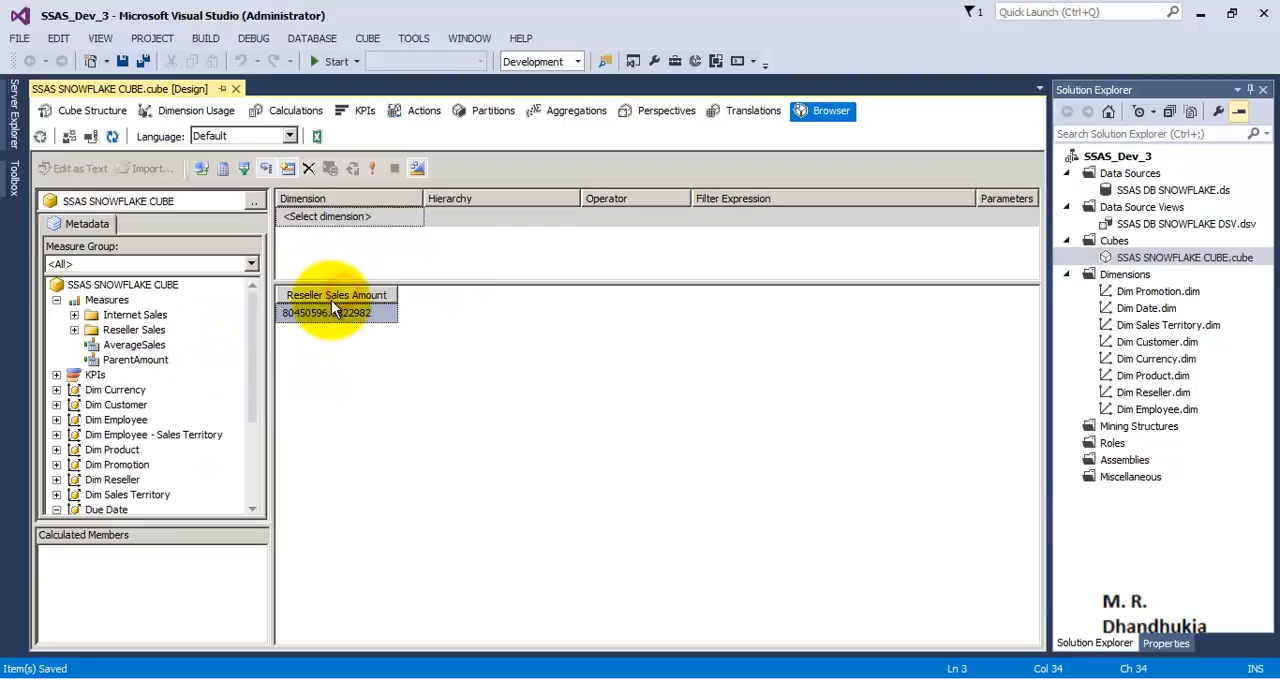 SSAS_Dev_3 - Microsoft Visual Studio (Administrator)
1
Quick Launch (Ctrl+Q)
FILE EDIT VIEW PROJECT BUILD DEBUG DATABASE CUBE TOOLS WINDOW HELP
Start
Development
Server Explorer
Toolbox
SSAS SNOWFLAKE CUBE.cube [Design]
Cube Structure
Dimension Usage
Calculations
KPIs
Actions
Partitions
Aggregations
Perspectives
Translations
Browser
Language: Default
Edit as Text
Import...
SSAS SNOWFLAKE CUBE
..
Metadata
Measure Group:
<All>
SSAS SNOWFLAKE CUBE
Measures
Internet Sales
Reseller Sales
AverageSales
ParentAmount
KPIs
Dim Currency
Dim Customer
Dim Employee
Dim Employee - Sales Territory
Dim Product
Dim Promotion
Dim Reseller
Dim Sales Territory
Due Date
Calculated Members
Dimension Hierarchy Operator Filter Expression Parameters
<Select dimension>
Reseller Sales Amount
Solution Explorer
Search Solution Explorer (Ctrl+;)
SSAS_Dev_3
Data Sources
SSAS DB SNOWFLAKE.ds
Data Source Views
SSAS DB SNOWFLAKE DSV.dsv
Cubes
SSAS SNOWFLAKE CUBE.cube
Dimensions
Dim Promotion.dim
Dim Date.dim
Dim Sales Territory.dim
Dim Customer.dim
Dim Currency.dim
Dim Product.dim
Dim Reseller.dim
Dim Employee.dim
Mining Structures
Roles
Assemblies
Miscellaneous
M. R.
Dhandhukia
Solution Explorer Properties
Item(s) Saved
Ln 3 Col 34 Ch 34 INS